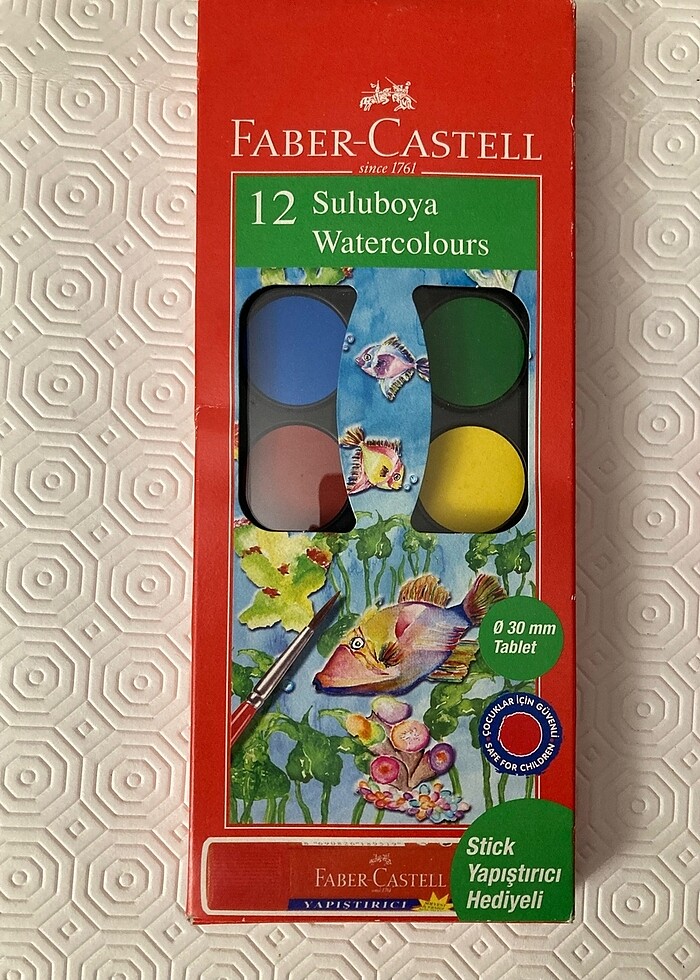 FABER-CASTELL
since 1761
12 Suluboya
Watercolours
Ø 30 mm
Tablet
ÇOCUKLAR İÇİN GÜVENLİ
SAFE FOR CHILDREN
Stick
Yapıştırıcı
Hediyeli
FABER-CASTELL
YAPIŞTIRICI